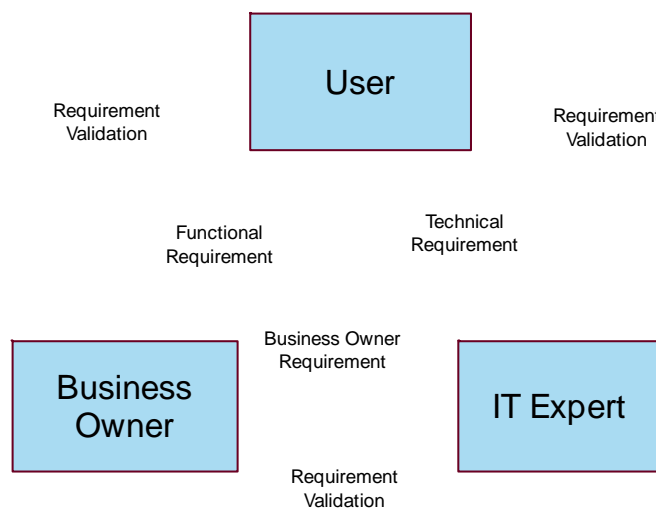 User
Requirement
Validation
Requirement
Validation
Functional
Requirement
Technical
Requirement
Business Owner
Requirement
Business
Owner
IT Expert
Requirement
Validation